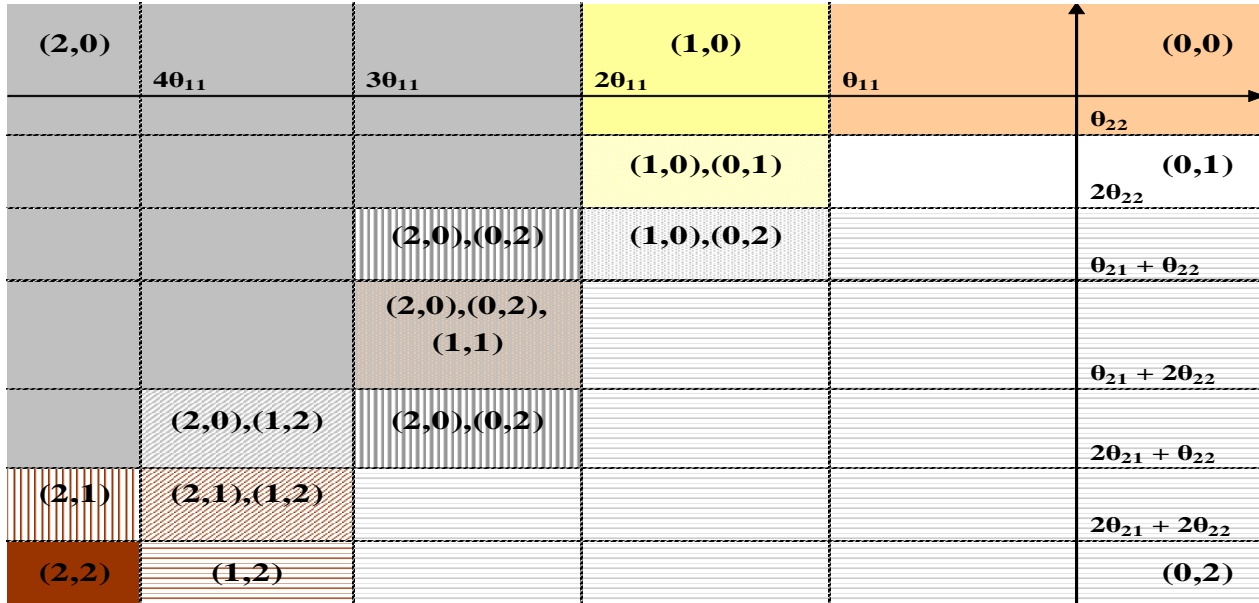 (2,0) (1,0) (0,0)
4θ₁₁ 3θ₁₁ 2θ₁₁ θ₁₁
θ₂₂
(1,0),(0,1) (0,1)
2θ₂₂
(2,0),(0,2) (1,0),(0,2)
θ₂₁ + θ₂₂
(2,0),(0,2),
(1,1)
θ₂₁ + 2θ₂₂
(2,0),(1,2) (2,0),(0,2)
2θ₂₁ + θ₂₂
(2,1) (2,1),(1,2)
2θ₂₁ + 2θ₂₂
(2,2) (1,2) (0,2)